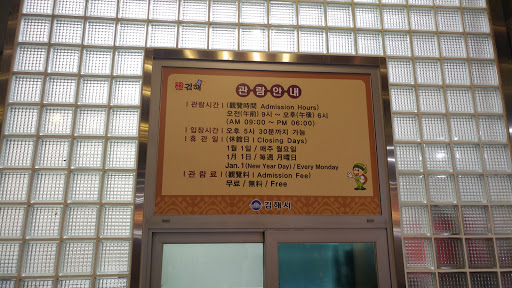 김해
관람안내
| 관람시간 | (觀覽時間 Admission Hours)
오전(午前) 9시 ~ 오후(午後) 6시
(AM 09:00 ~ PM 06:00)
| 입장시간 | 오후 5시 30분까지 가능
| 휴 관 일 | (休館日 | Closing Days)
1월 1일 / 매주 월요일
1月 1日 / 毎週 月曜日
Jan. 1 (New Year Day) / Every Monday
| 관 람 료 | (觀覽料 | Admission Fee)
무료 / 無料 / Free
김해시